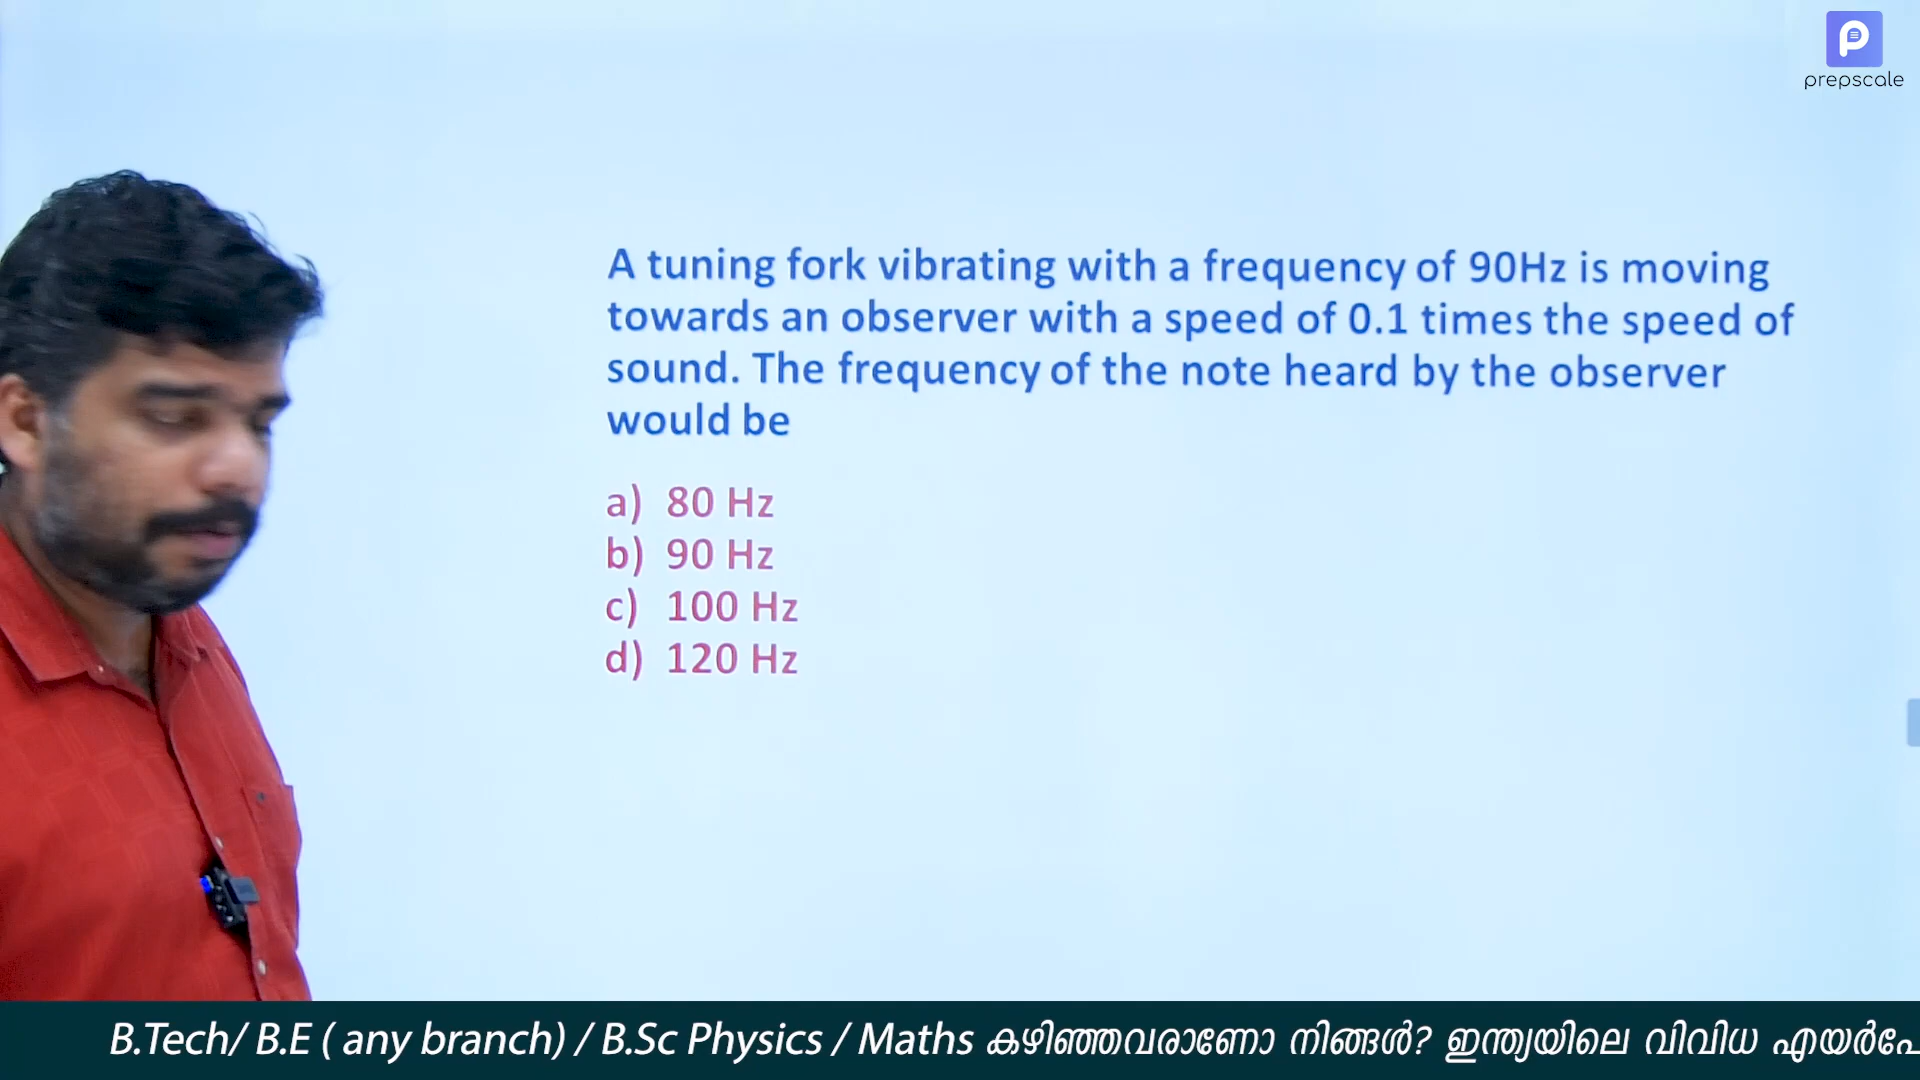 prepscale
A tuning fork vibrating with a frequency of 90Hz is moving
towards an observer with a speed of 0.1 times the speed of
sound. The frequency of the note heard by the observer
would be
a) 80 Hz
b) 90 Hz
c) 100 Hz
d) 120 Hz
B.Tech/ B.E ( any branch) / B.Sc Physics / Maths കഴിഞ്ഞവരാണോ നിങ്ങൾ? ഇന്ത്യയിലെ വിവിധ